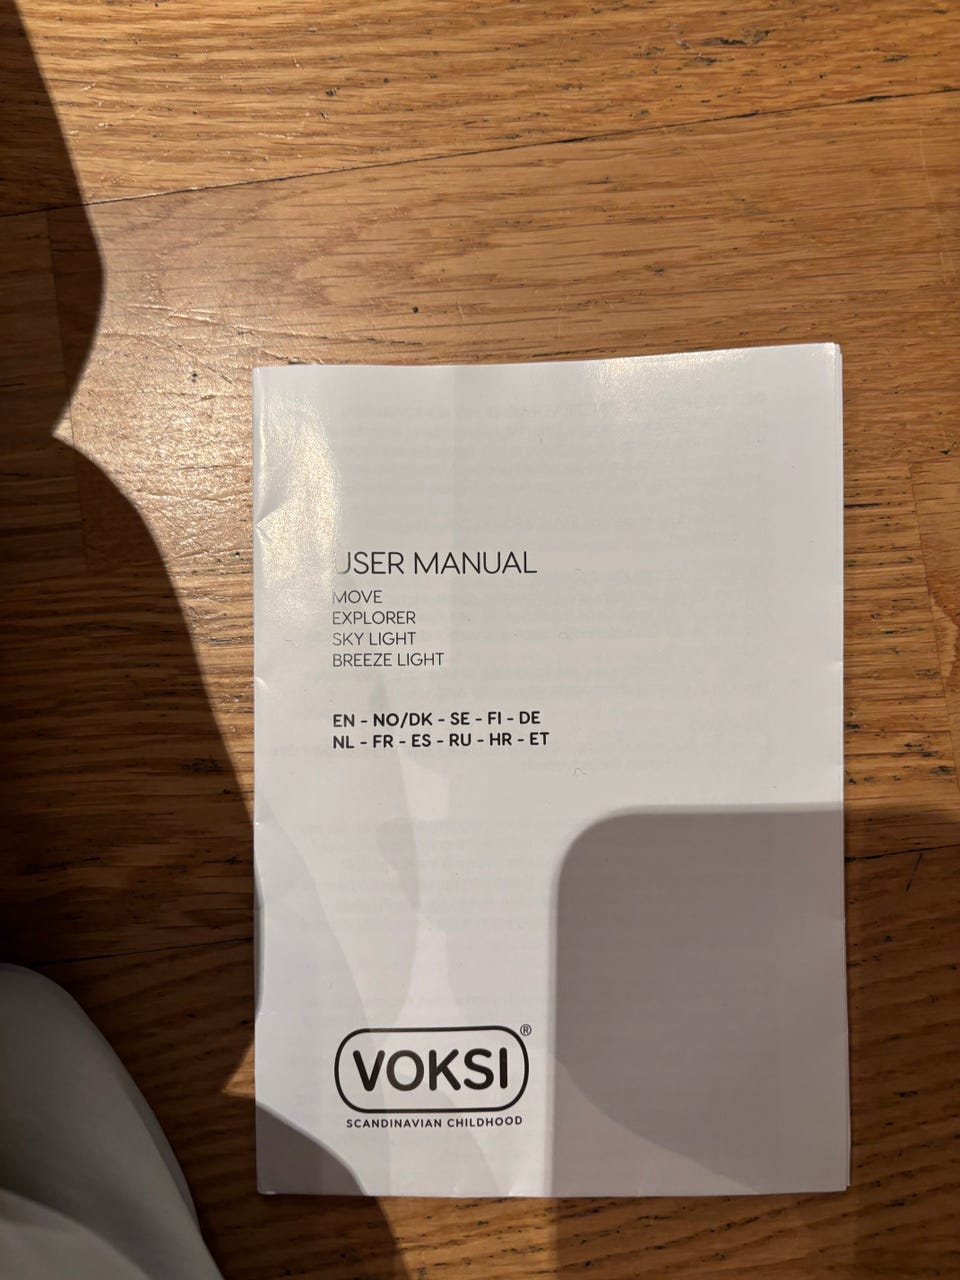 USER MANUAL
MOVE
EXPLORER
SKY LIGHT
BREEZE LIGHT
EN - NO/DK - SE - FI - DE
NL - FR - ES - RU - HR - ET
VOKSI®
SCANDINAVIAN CHILDHOOD